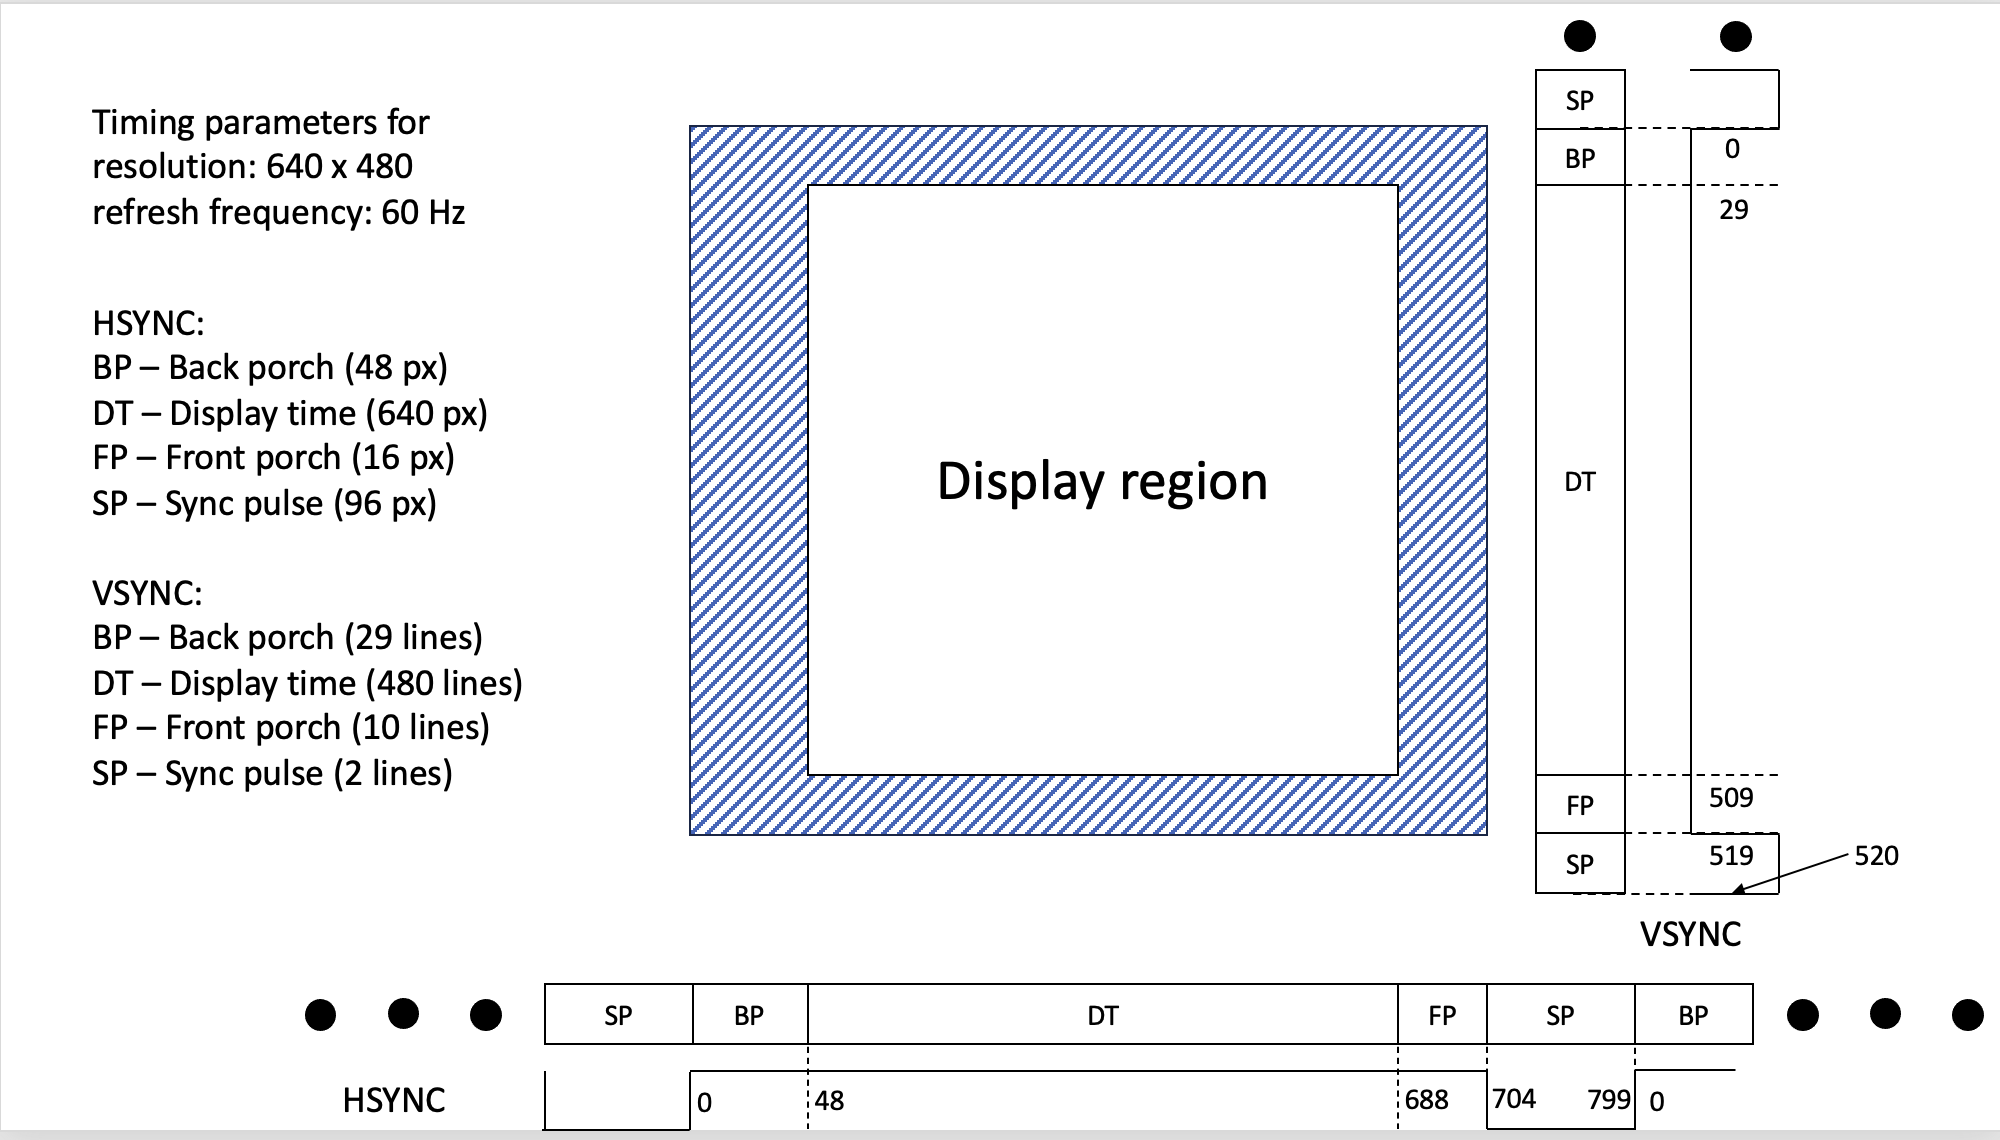 Timing parameters for
resolution: 640 x 480
refresh frequency: 60 Hz
HSYNC:
BP – Back porch (48 px)
DT – Display time (640 px)
FP – Front porch (16 px)
SP – Sync pulse (96 px)
VSYNC:
BP – Back porch (29 lines)
DT – Display time (480 lines)
FP – Front porch (10 lines)
SP – Sync pulse (2 lines)
Display region
SP
BP
0
29
DT
FP
509
SP
519
520
VSYNC
SP
BP
DT
FP
SP
BP
HSYNC
0
48
688
704
799
0